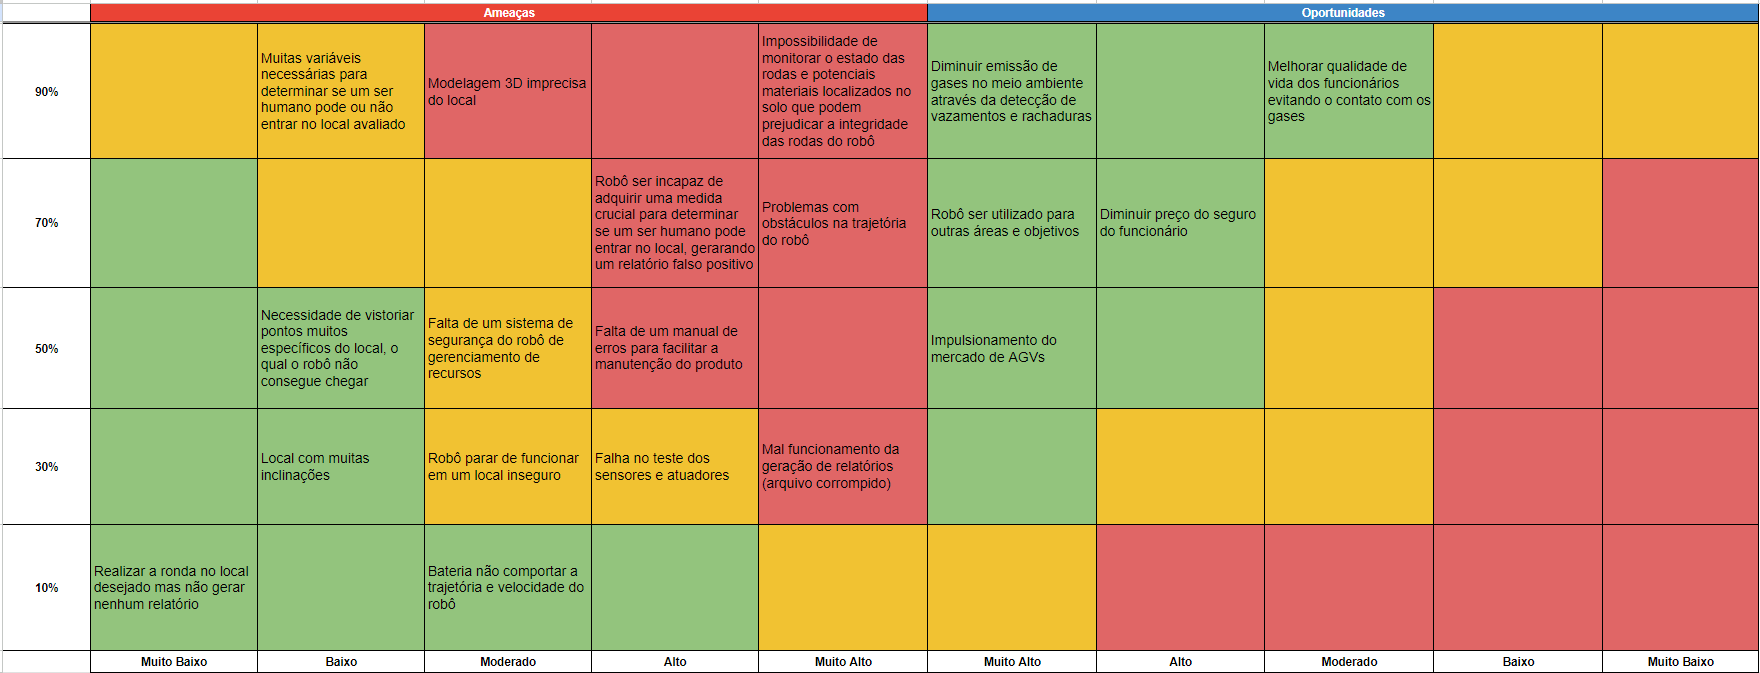 Ameaças
Oportunidades
90%
Muitas variáveis
necessárias para
determinar se um ser
humano pode ou não
entrar no local avaliado
Modelagem 3D imprecisa
do local
Impossibilidade de
monitorar o estado das
rodas e potenciais
materiais localizados no
solo que podem
prejudicar a integridade
das rodas do robô
Diminuir emissão de
gases no meio ambiente
através da detecção de
vazamentos e rachaduras
Melhorar qualidade de
vida dos funcionários
evitando o contato com os
gases
70%
Robô ser incapaz de
adquirir uma medida
crucial para determinar
se um ser humano pode
entrar no local, gerarando
um relatório falso positivo
Problemas com
obstáculos na trajetória
do robô
Robô ser utilizado para
outras áreas e objetivos
Diminuir preço do seguro
do funcionário
50%
Necessidade de vistoriar
pontos muitos
específicos do local, o
qual o robô não
consegue chegar
Falta de um sistema de
segurança do robô de
gerenciamento de
recursos
Falta de um manual de
erros para facilitar a
manutenção do produto
Impulsionamento do
mercado de AGVs
30%
Local com muitas
inclinações
Robô parar de funcionar
em um local inseguro
Falha no teste dos
sensores e atuadores
Mal funcionamento da
geração de relatórios
(arquivo corrompido)
10%
Realizar a ronda no local
desejado mas não gerar
nenhum relatório
Bateria não comportar a
trajetória e velocidade do
robô
Muito Baixo
Baixo
Moderado
Alto
Muito Alto
Muito Alto
Alto
Moderado
Baixo
Muito Baixo